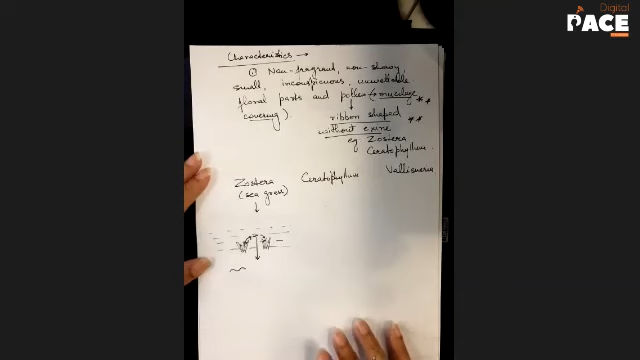 Digital
PACE
Characteristics →
① Non-fragrant, non-showy,
small, inconspicuous, unwettable
floral parts and pollen (mucilage **
covering).
ribbon shaped
without exine **
eg Zostera
Ceratophyllum.
Zostera Ceratophyllum Vallisneria
(sea grass)